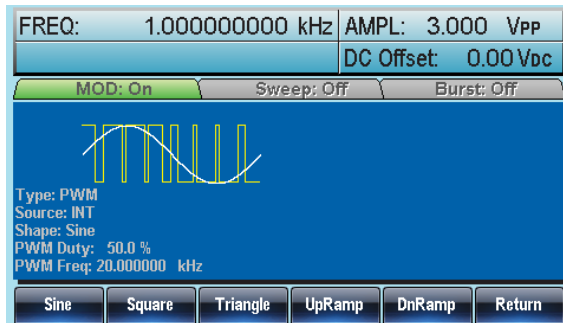 FREQ: 1.000000000 kHz AMPL: 3.000 VPP
DC Offset: 0.00 VDC
MOD: On Sweep: Off Burst: Off
Type: PWM
Source: INT
Shape: Sine
PWM Duty: 50.0 %
PWM Freq: 20.000000 kHz
Sine Square Triangle UpRamp DnRamp Return